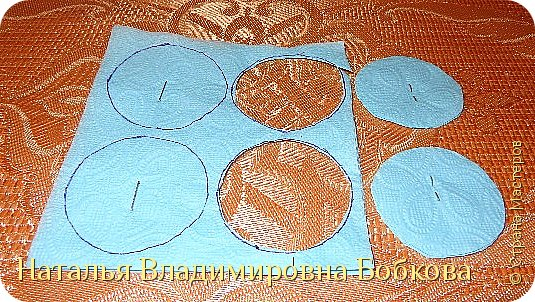 Наталья Владимировна Бобкова
© Страна Мастеров